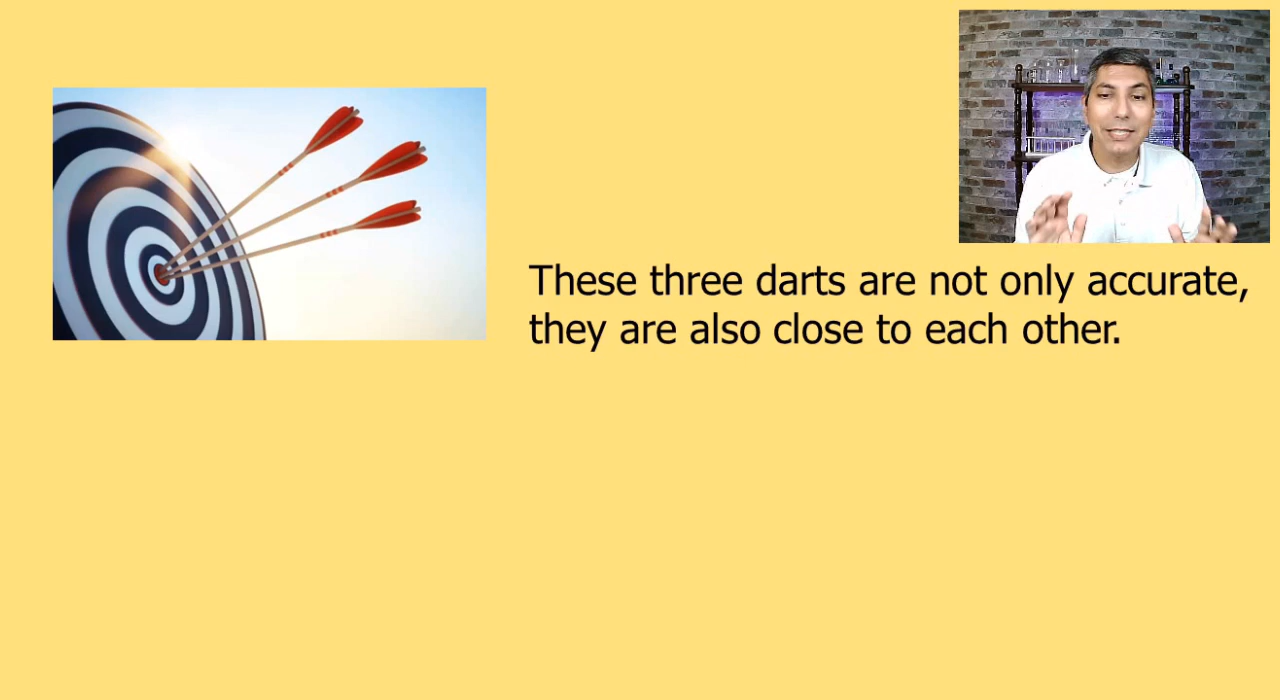 These three darts are not only accurate,
they are also close to each other.